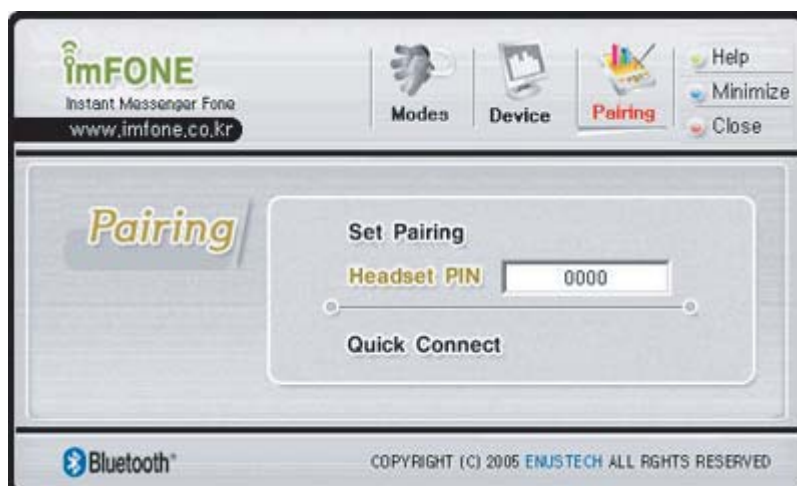 imFONE
Instant Messenger Fone
www.imfone.co.kr
Modes
Device
Pairing
Help
Minimize
Close
Pairing
Set Pairing
Headset PIN 0000
Quick Connect
Bluetooth®
COPYRIGHT (C) 2005 ENUSTECH ALL RGHTS RESERVED